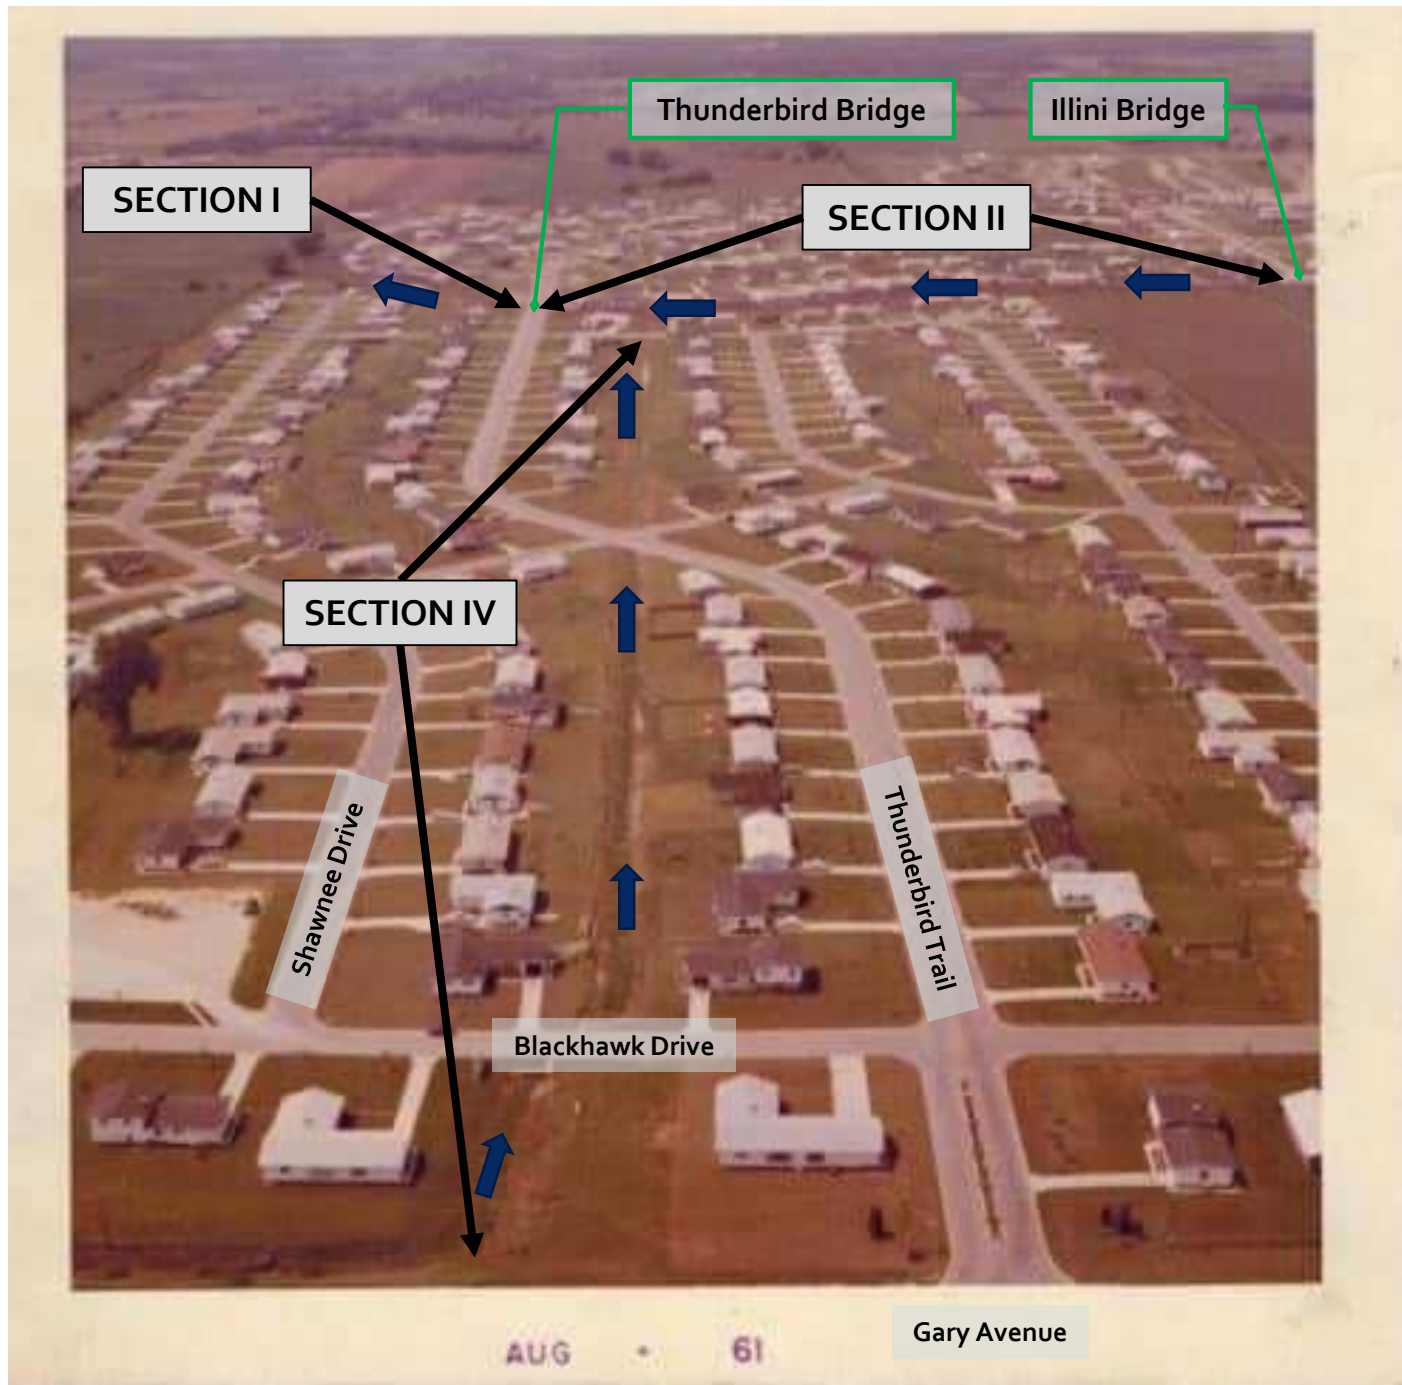 Thunderbird Bridge
Illini Bridge
SECTION I
SECTION II
SECTION IV
Shawnee Drive
Thunderbird Trail
Blackhawk Drive
Gary Avenue
AUG • 61